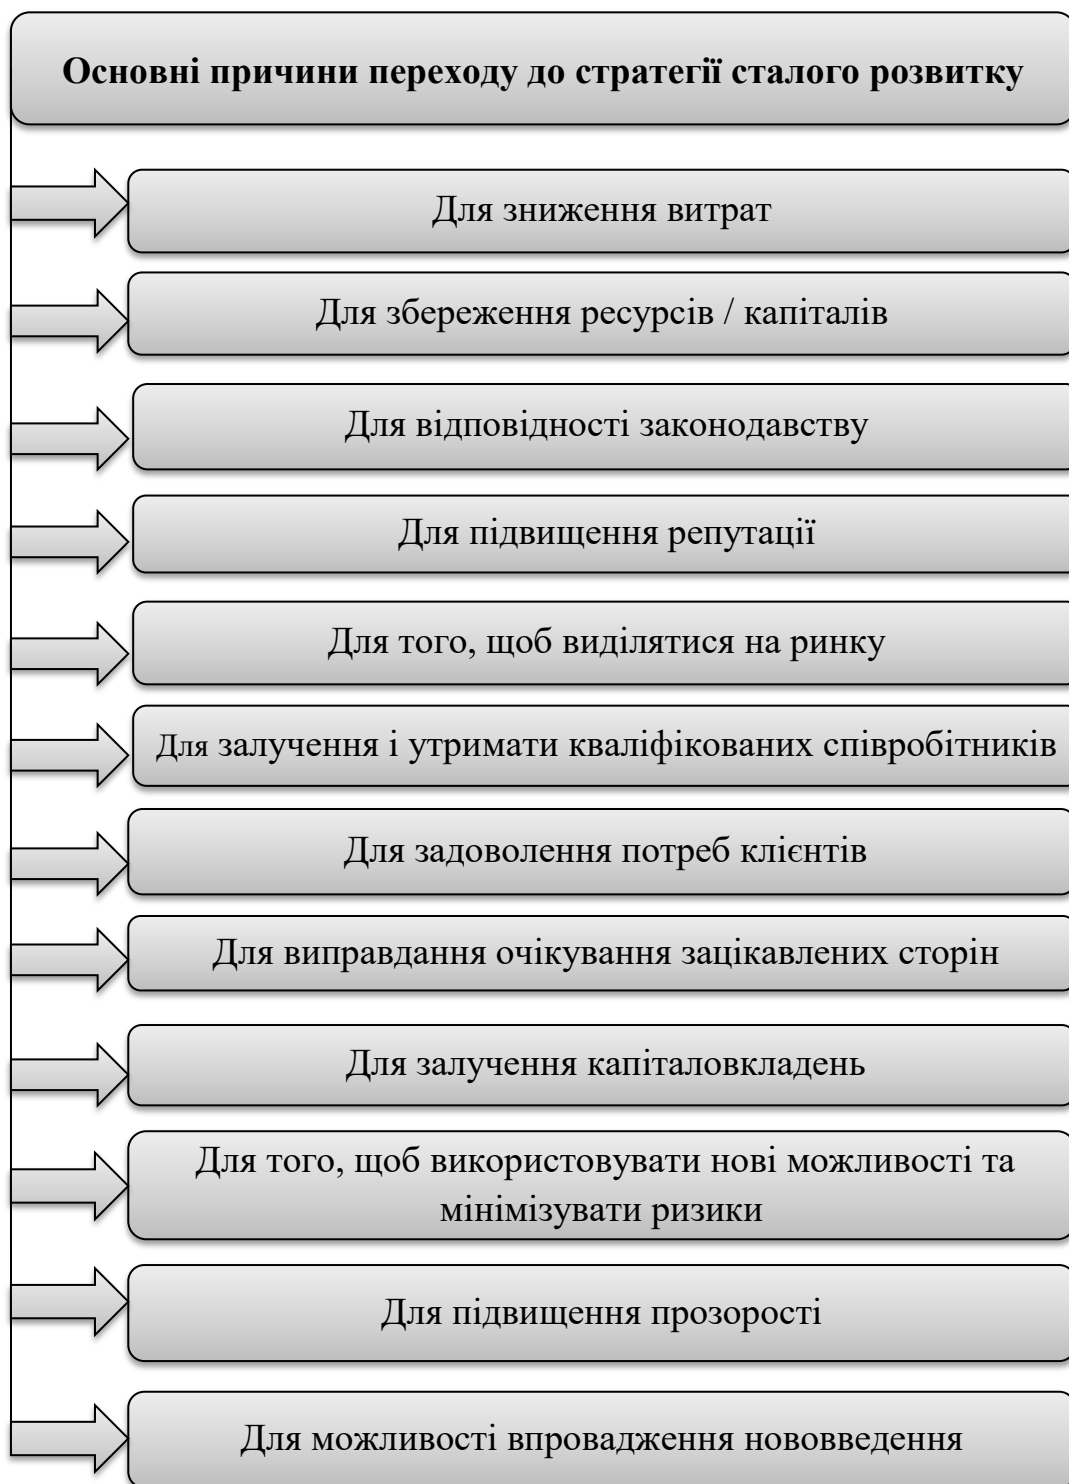 Основні причини переходу до стратегії сталого розвитку
Для зниження витрат
Для збереження ресурсів / капіталів
Для відповідності законодавству
Для підвищення репутації
Для того, щоб виділятися на ринку
Для залучення і утримати кваліфікованих співробітників
Для задоволення потреб клієнтів
Для виправдання очікування зацікавлених сторін
Для залучення капіталовкладень
Для того, щоб використовувати нові можливості та
мінімізувати ризики
Для підвищення прозорості
Для можливості впровадження нововведення